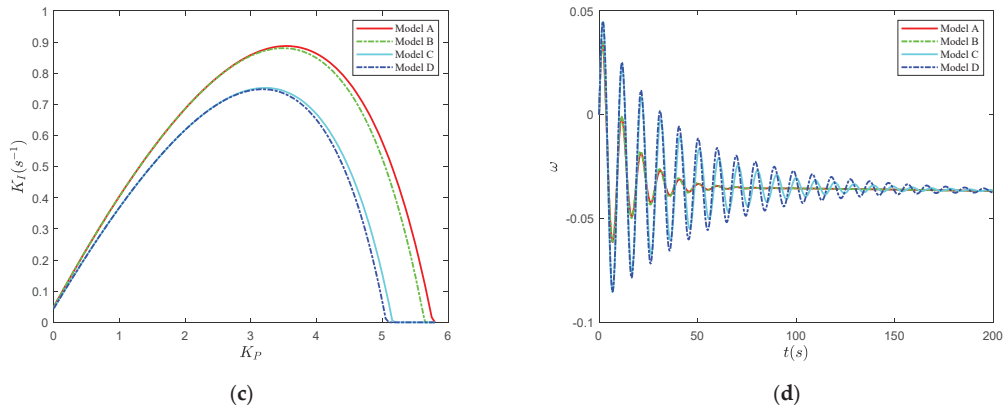 1
0.9
0.8
0.7
0.6
0.5
0.4
0.3
0.2
0.1
0
K_I(s^{-1})
0 1 2 3 4 5 6
K_P
Model A
Model B
Model C
Model D
(c)
0.05
0
-0.05
-0.1
ω
0 50 100 150 200
t(s)
Model A
Model B
Model C
Model D
(d)